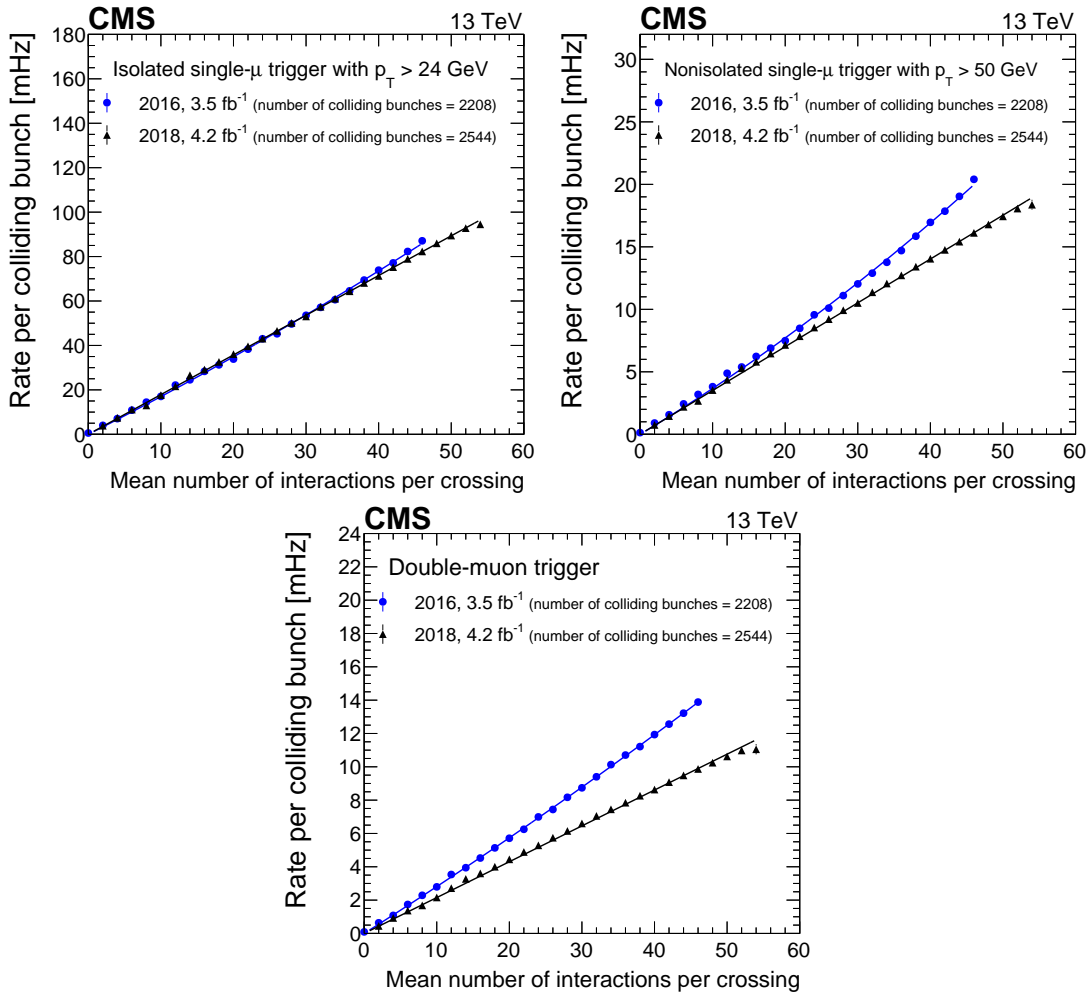 CMS 13 TeV
Rate per colliding bunch [mHz]
180
160
140
120
100
80
60
40
20
0
Isolated single-μ trigger with p_T > 24 GeV
2016, 3.5 fb⁻¹ (number of colliding bunches = 2208)
2018, 4.2 fb⁻¹ (number of colliding bunches = 2544)
0 10 20 30 40 50 60
Mean number of interactions per crossing
CMS 13 TeV
Rate per colliding bunch [mHz]
30
25
20
15
10
5
0
Nonisolated single-μ trigger with p_T > 50 GeV
2016, 3.5 fb⁻¹ (number of colliding bunches = 2208)
2018, 4.2 fb⁻¹ (number of colliding bunches = 2544)
0 10 20 30 40 50 60
Mean number of interactions per crossing
CMS 13 TeV
Rate per colliding bunch [mHz]
24
22
20
18
16
14
12
10
8
6
4
2
0
Double-muon trigger
2016, 3.5 fb⁻¹ (number of colliding bunches = 2208)
2018, 4.2 fb⁻¹ (number of colliding bunches = 2544)
0 10 20 30 40 50 60
Mean number of interactions per crossing